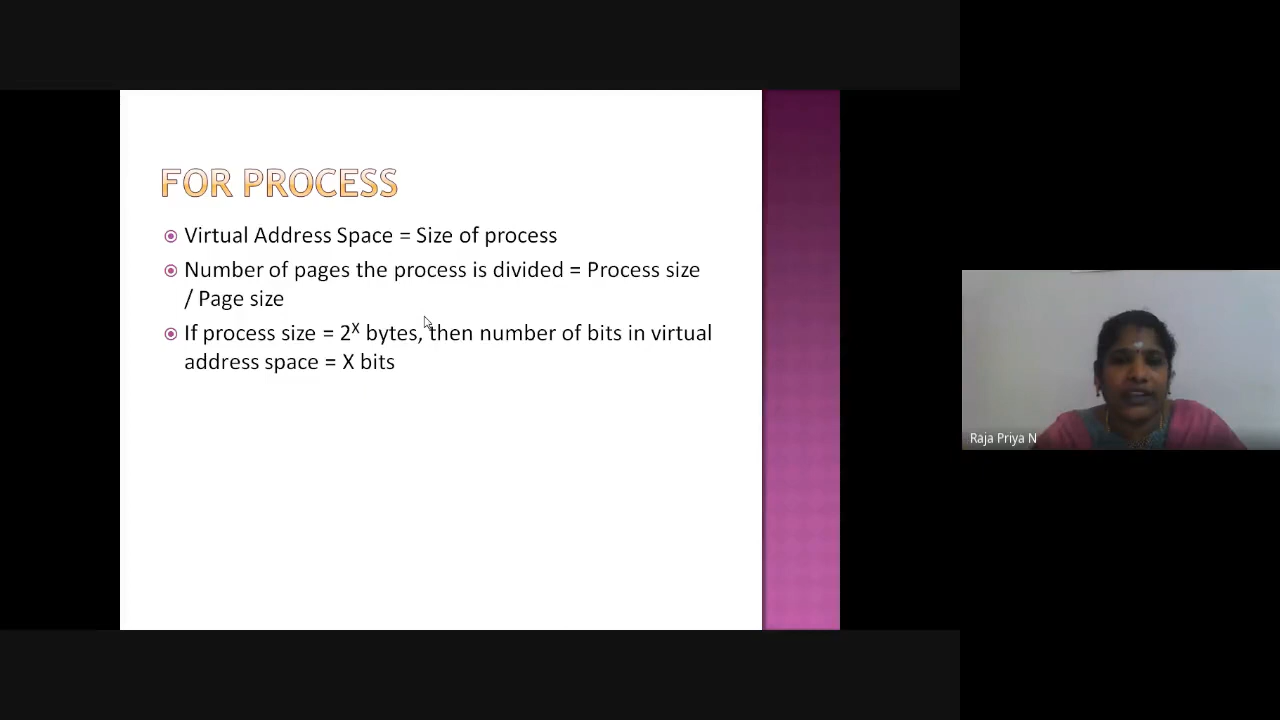 FOR PROCESS
Virtual Address Space = Size of process
Number of pages the process is divided = Process size
/ Page size
If process size = 2^X bytes, then number of bits in virtual
address space = X bits
Raja Priya N